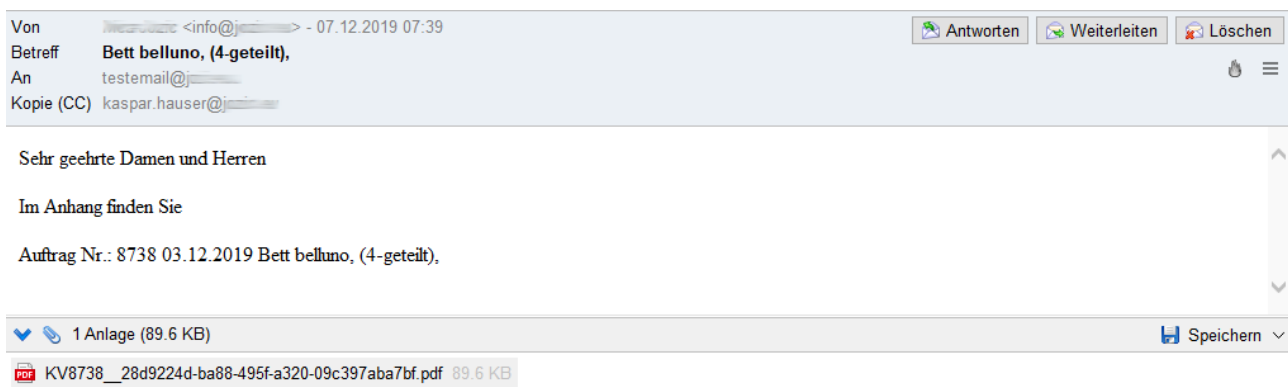 Von <info@ > - 07.12.2019 07:39
Antworten Weiterleiten Löschen
Betreff Bett belluno, (4-geteilt),
An testemail@
Kopie (CC) kaspar.hauser@
Sehr geehrte Damen und Herren
Im Anhang finden Sie
Auftrag Nr.: 8738 03.12.2019 Bett belluno, (4-geteilt),
1 Anlage (89.6 KB) Speichern
PDF KV8738__28d9224d-ba88-495f-a320-09c397aba7bf.pdf 89.6 KB